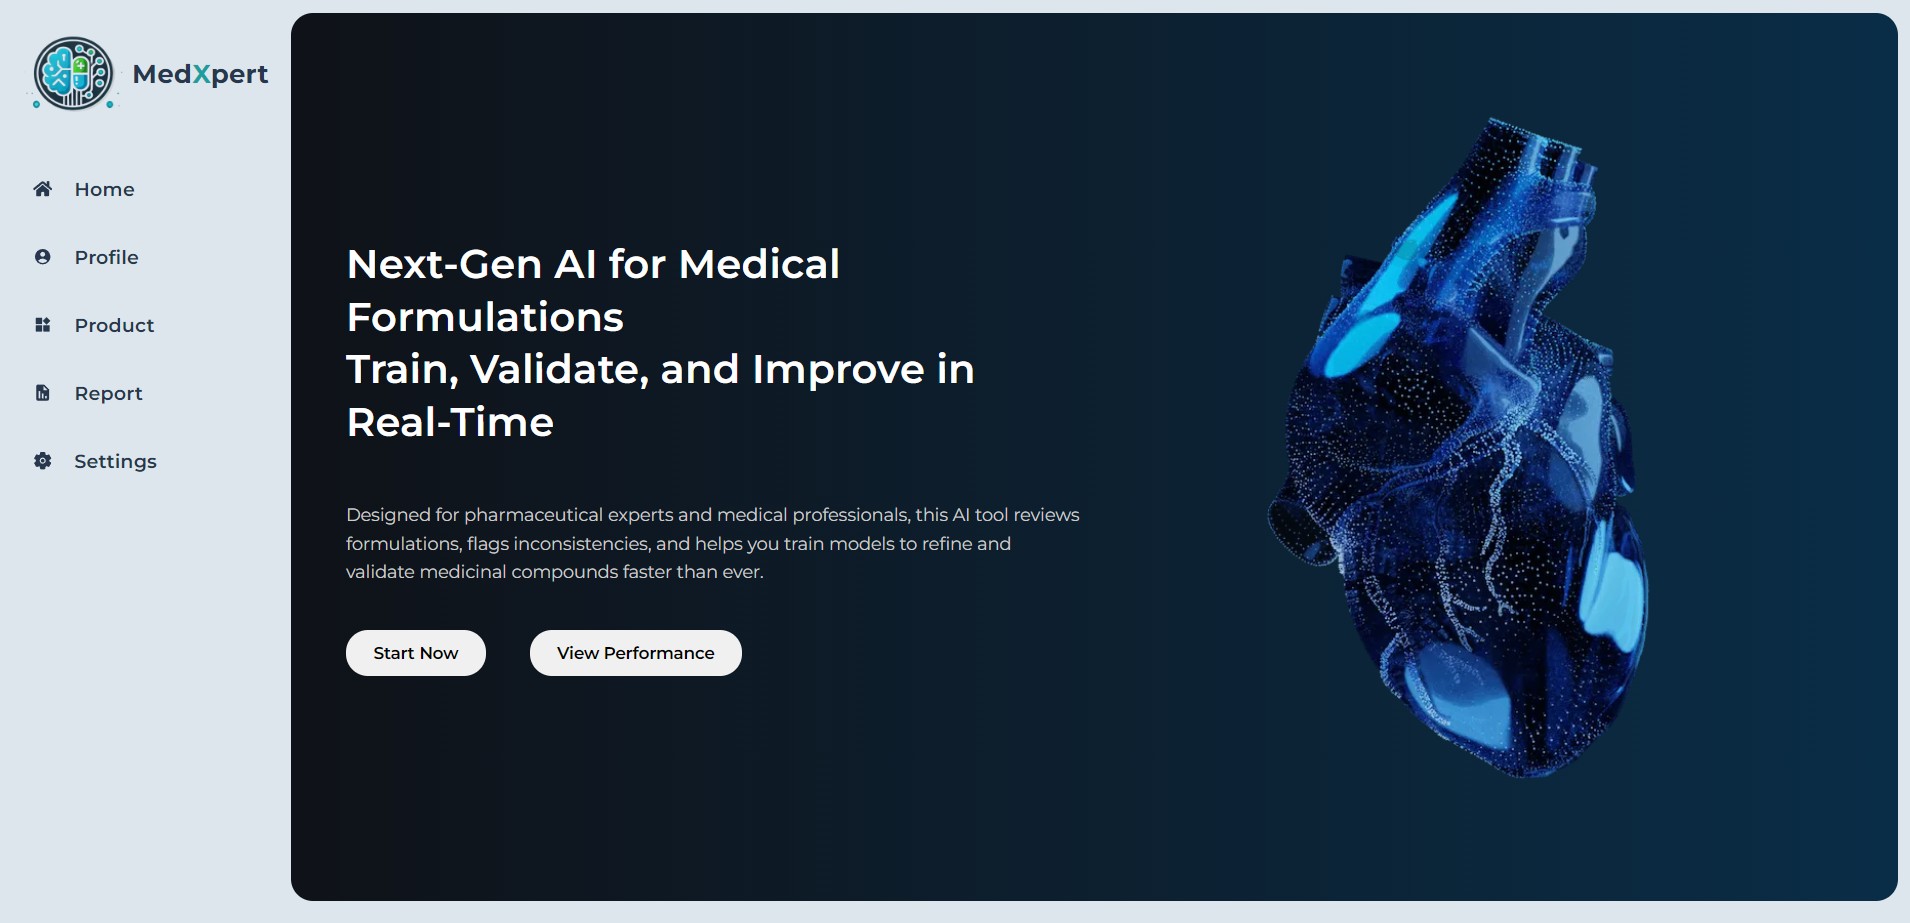 MedXpert
Home
Profile
Product
Report
Settings
Next-Gen AI for Medical
Formulations
Train, Validate, and Improve in
Real-Time
Designed for pharmaceutical experts and medical professionals, this AI tool reviews
formulations, flags inconsistencies, and helps you train models to refine and
validate medicinal compounds faster than ever.
Start Now
View Performance